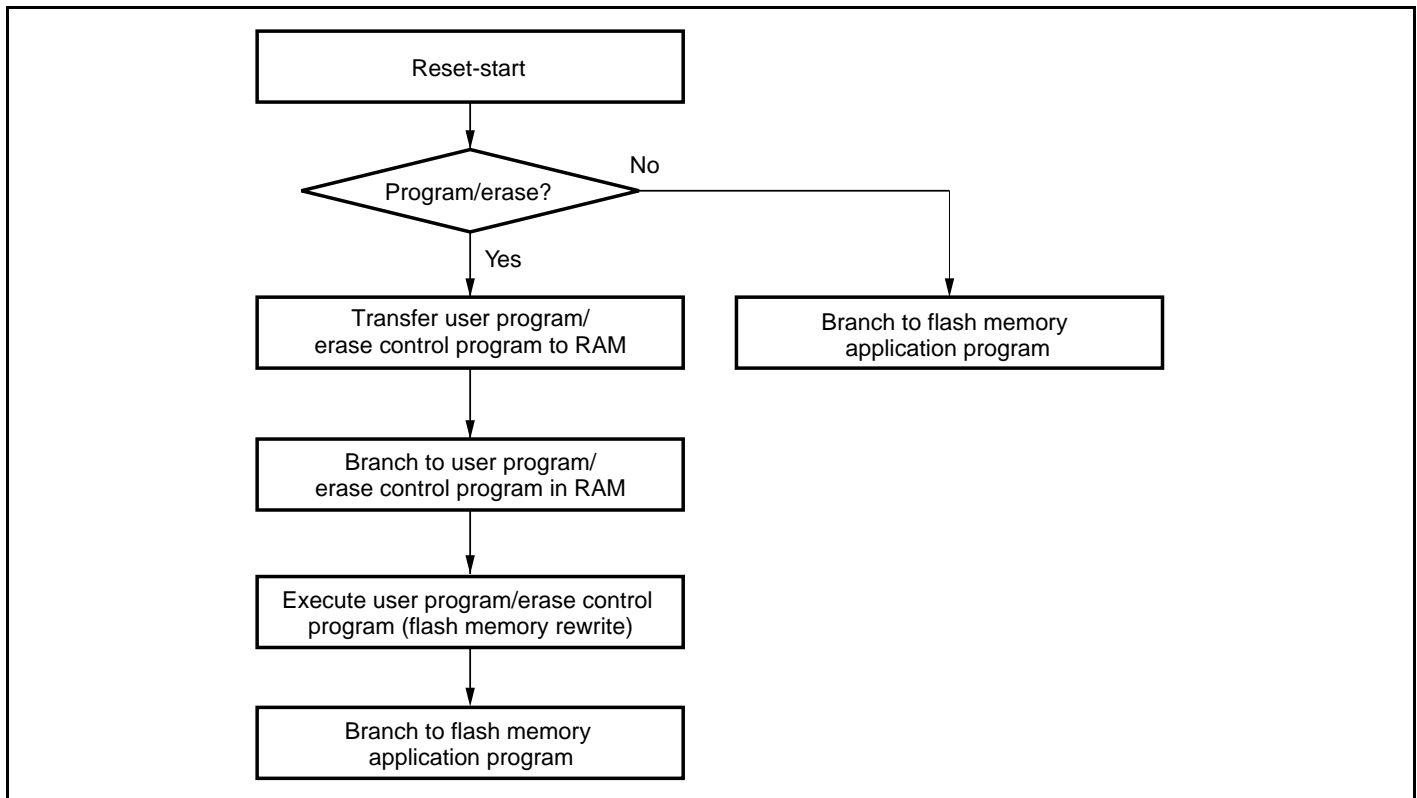 Reset-start
Program/erase?
No
Yes
Transfer user program/
erase control program to RAM
Branch to flash memory
application program
Branch to user program/
erase control program in RAM
Execute user program/erase control
program (flash memory rewrite)
Branch to flash memory
application program